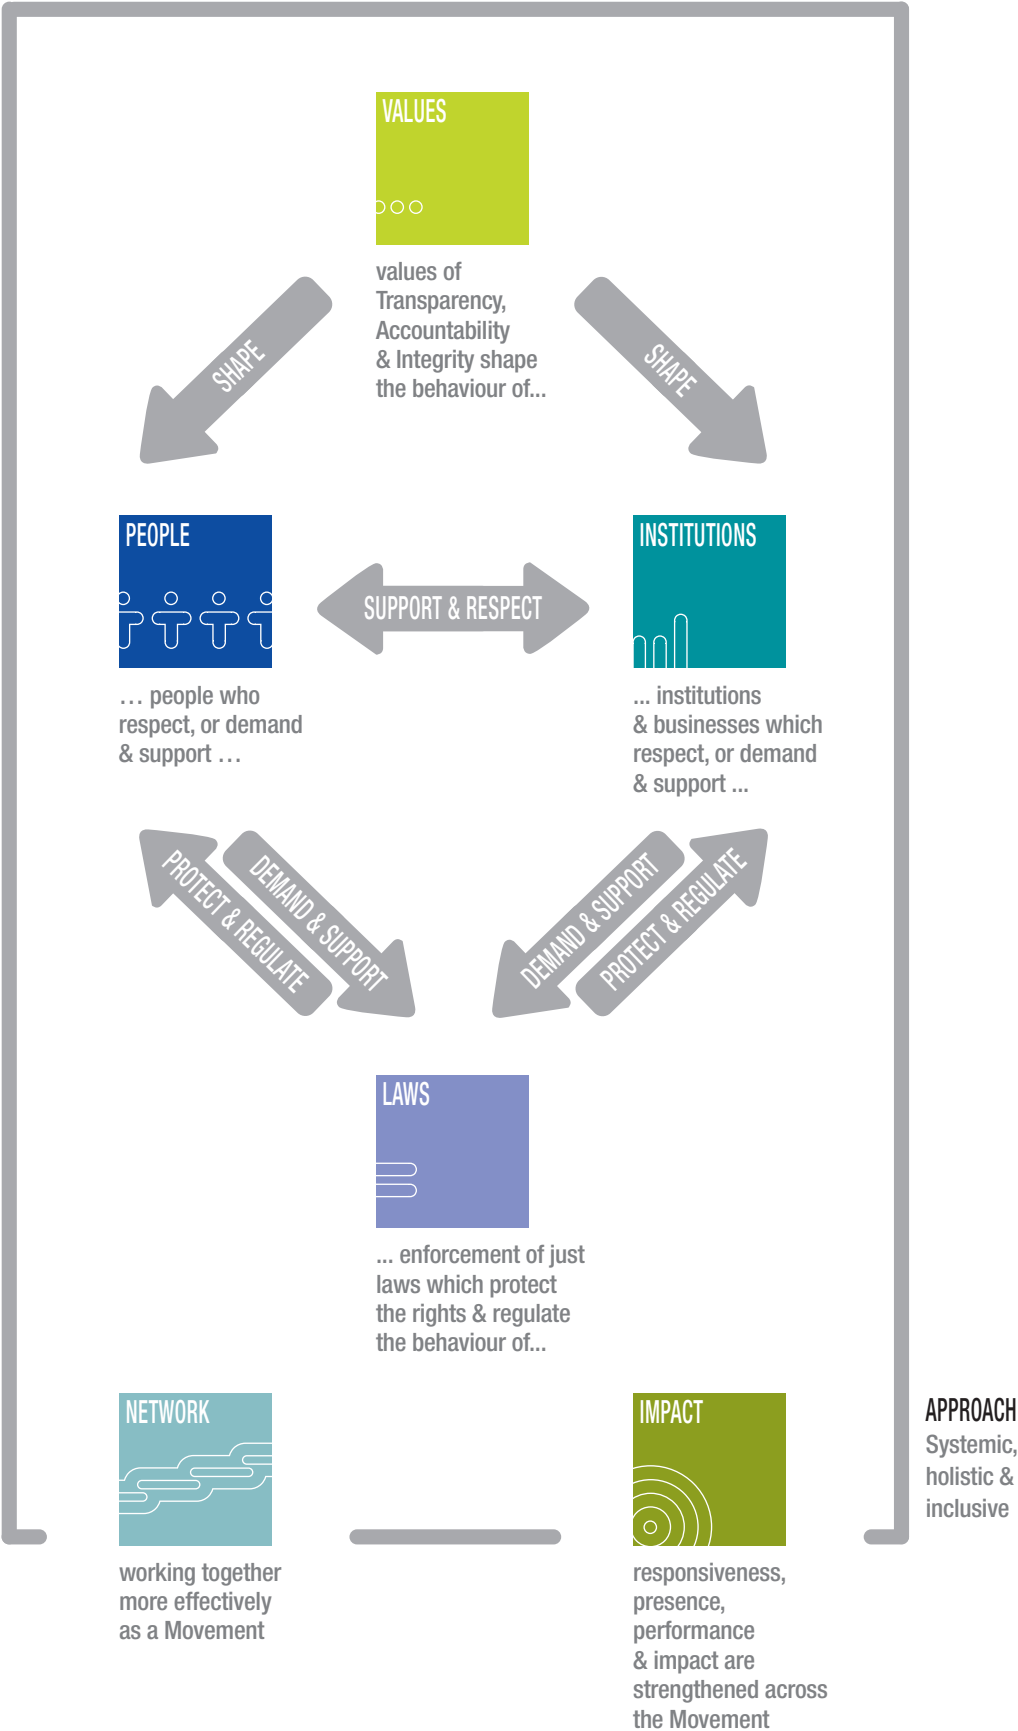 VALUES
values of
Transparency,
Accountability
& Integrity shape
the behaviour of...
SHAPE
SHAPE
PEOPLE
… people who
respect, or demand
& support …
SUPPORT & RESPECT
INSTITUTIONS
... institutions
& businesses which
respect, or demand
& support ...
PROTECT & REGULATE
DEMAND & SUPPORT
DEMAND & SUPPORT
PROTECT & REGULATE
LAWS
... enforcement of just
laws which protect
the rights & regulate
the behaviour of...
NETWORK
working together
more effectively
as a Movement
IMPACT
responsiveness,
presence,
performance
& impact are
strengthened across
the Movement
APPROACH
Systemic,
holistic &
inclusive